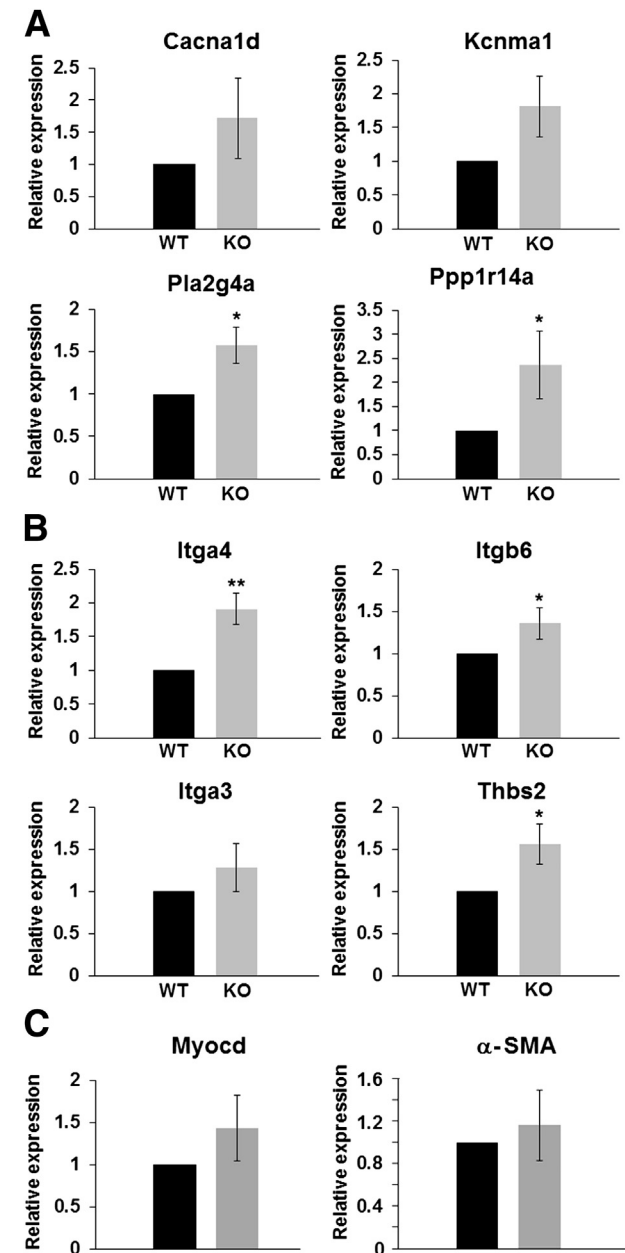 A
Cacna1d
Relative expression
2.5
2
1.5
1
0.5
0
WT KO
Kcnma1
Relative expression
2.5
2
1.5
1
0.5
0
WT KO
Pla2g4a
Relative expression
2
1.5
1
0.5
0
*
WT KO
Ppp1r14a
Relative expression
3.5
3
2.5
2
1.5
1
0.5
0
*
WT KO
B
Itga4
Relative expression
2.5
2
1.5
1
0.5
0
**
WT KO
Itgb6
Relative expression
2
1.5
1
0.5
0
*
WT KO
Itga3
Relative expression
2
1.5
1
0.5
0
WT KO
Thbs2
Relative expression
2
1.5
1
0.5
0
*
WT KO
C
Myocd
Relative expression
2
1.5
1
0.5
0
α-SMA
Relative expression
1.6
1.2
0.8
0.4
0